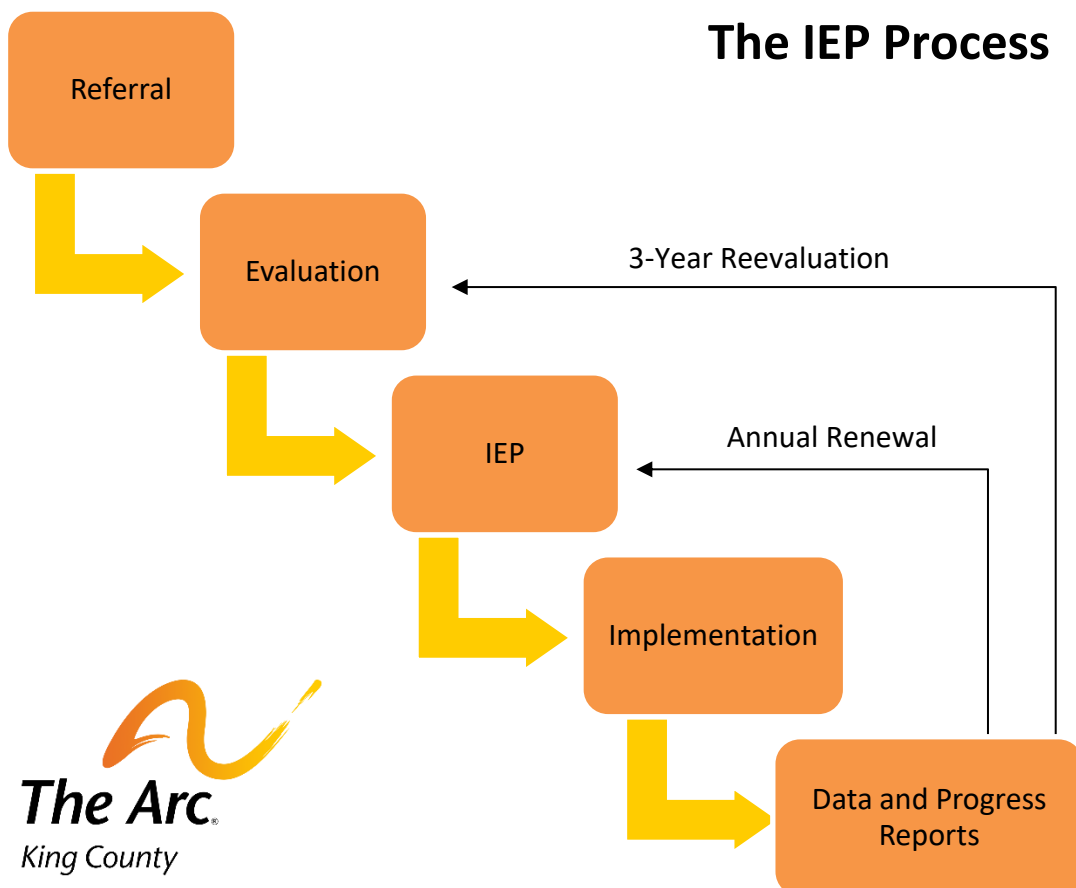 The IEP Process
Referral
Evaluation
3-Year Reevaluation
IEP
Annual Renewal
Implementation
Data and Progress
Reports
The Arc®
King County